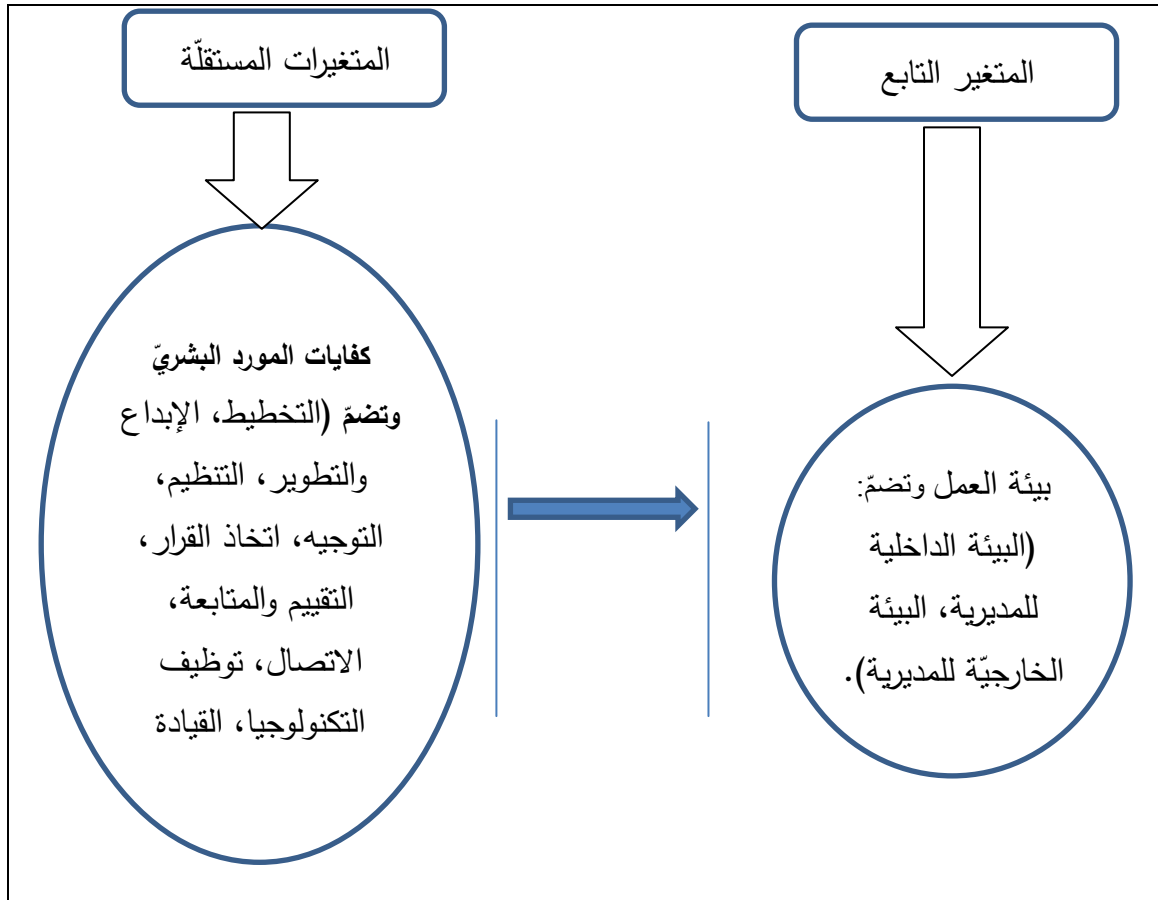 المتغيرات المستقلّة
كفايات المورد البشريّ
وتضمّ (التخطيط، الإبداع
والتطوير، التنظيم،
التوجيه، اتخاذ القرار،
التقييم والمتابعة،
الاتصال، توظيف
التكنولوجيا، القيادة
المتغير التابع
بيئة العمل وتضمّ:
(البيئة الداخلية
للمديرية، البيئة
الخارجيّة للمديرية).